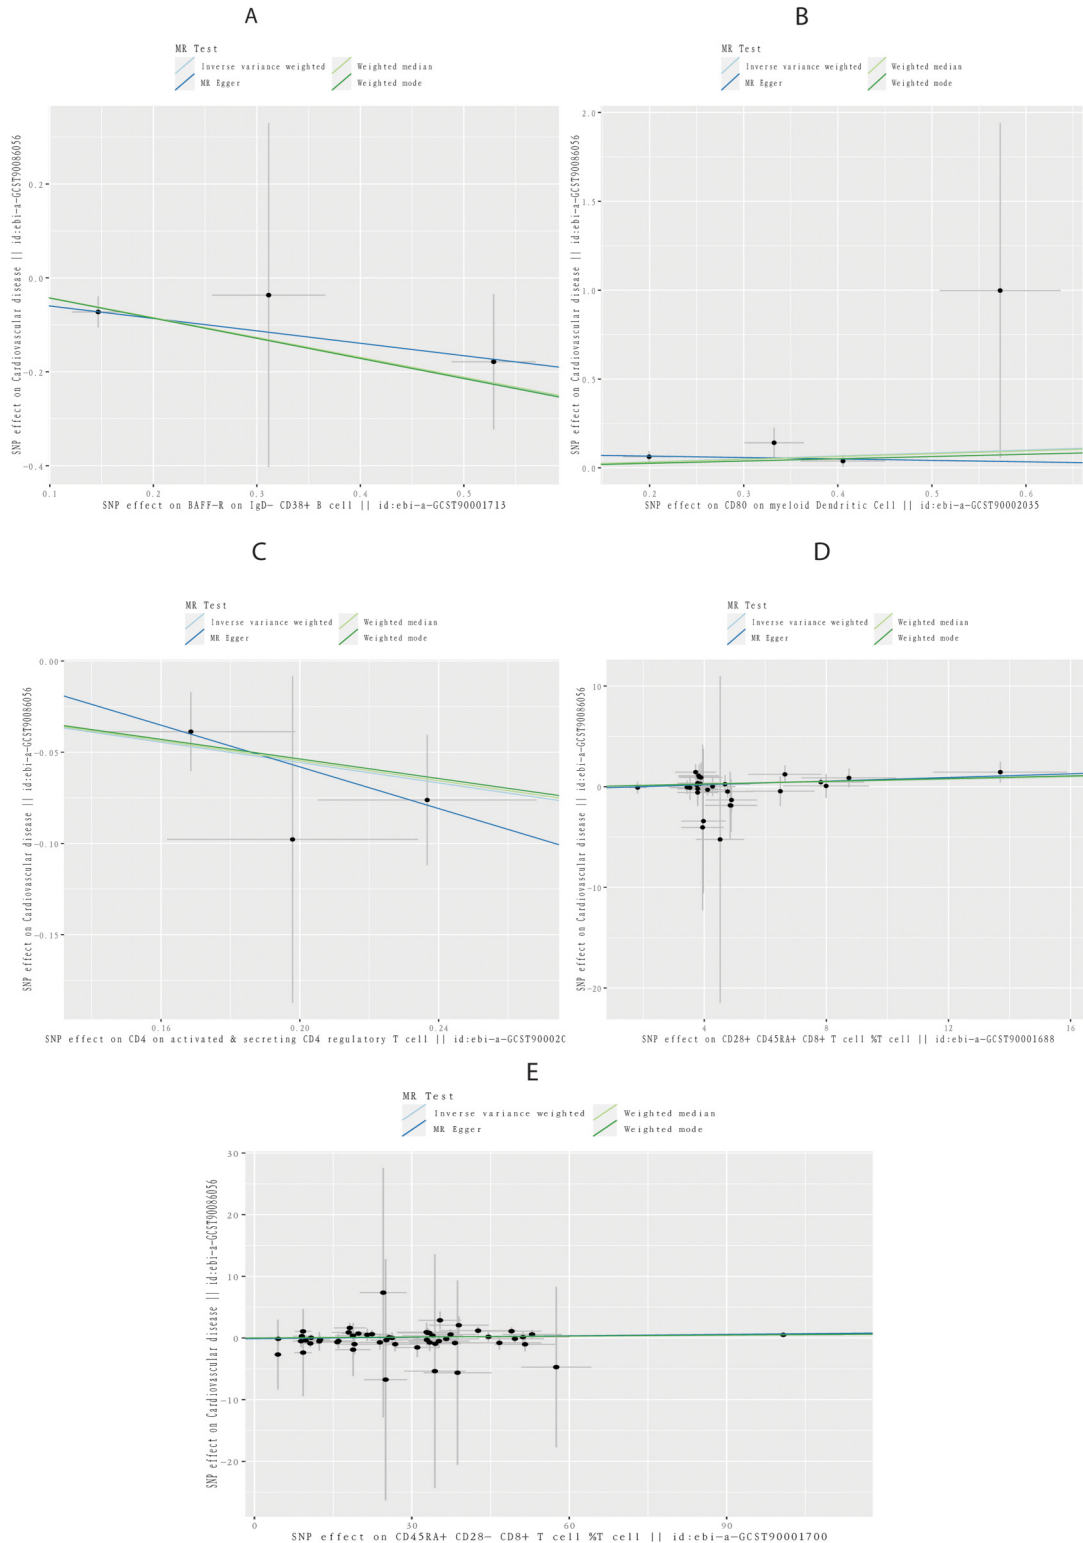 A
MR Test
Inverse variance weighted
Weighted median
MR Egger
Weighted mode
SNP effect on Cardiovascular disease || id:ebi-a-GCST90086056
0.2
0.0
−0.2
−0.4
0.1
0.2
0.3
0.4
0.5
SNP effect on BAFF−R on IgD− CD38+ B cell || id:ebi−a−GCST90001713
B
MR Test
Inverse variance weighted
Weighted median
MR Egger
Weighted mode
SNP effect on Cardiovascular disease || id:ebi-a-GCST90086056
2.0
1.5
1.0
0.5
0.0
0.2
0.3
0.4
0.5
0.6
SNP effect on CD80 on myeloid Dendritic Cell || id:ebi−a−GCST90002035
C
MR Test
Inverse variance weighted
Weighted median
MR Egger
Weighted mode
SNP effect on Cardiovascular disease || id:ebi-a-GCST90086056
0.00
−0.05
−0.10
−0.15
0.16
0.20
0.24
SNP effect on CD4 on activated & secreting CD4 regulatory T cell || id:ebi−a−GCST90002C
D
MR Test
Inverse variance weighted
Weighted median
MR Egger
Weighted mode
SNP effect on Cardiovascular disease || id:ebi-a-GCST90086056
10
0
−10
−20
4
8
12
16
SNP effect on CD28+ CD45RA+ CD8+ T cell %T cell || id:ebi−a−GCST90001688
E
MR Test
Inverse variance weighted
Weighted median
MR Egger
Weighted mode
SNP effect on Cardiovascular disease || id:ebi-a-GCST90086056
30
20
10
0
−10
−20
0
30
60
90
SNP effect on CD45RA+ CD28− CD8+ T cell %T cell || id:ebi−a−GCST90001700